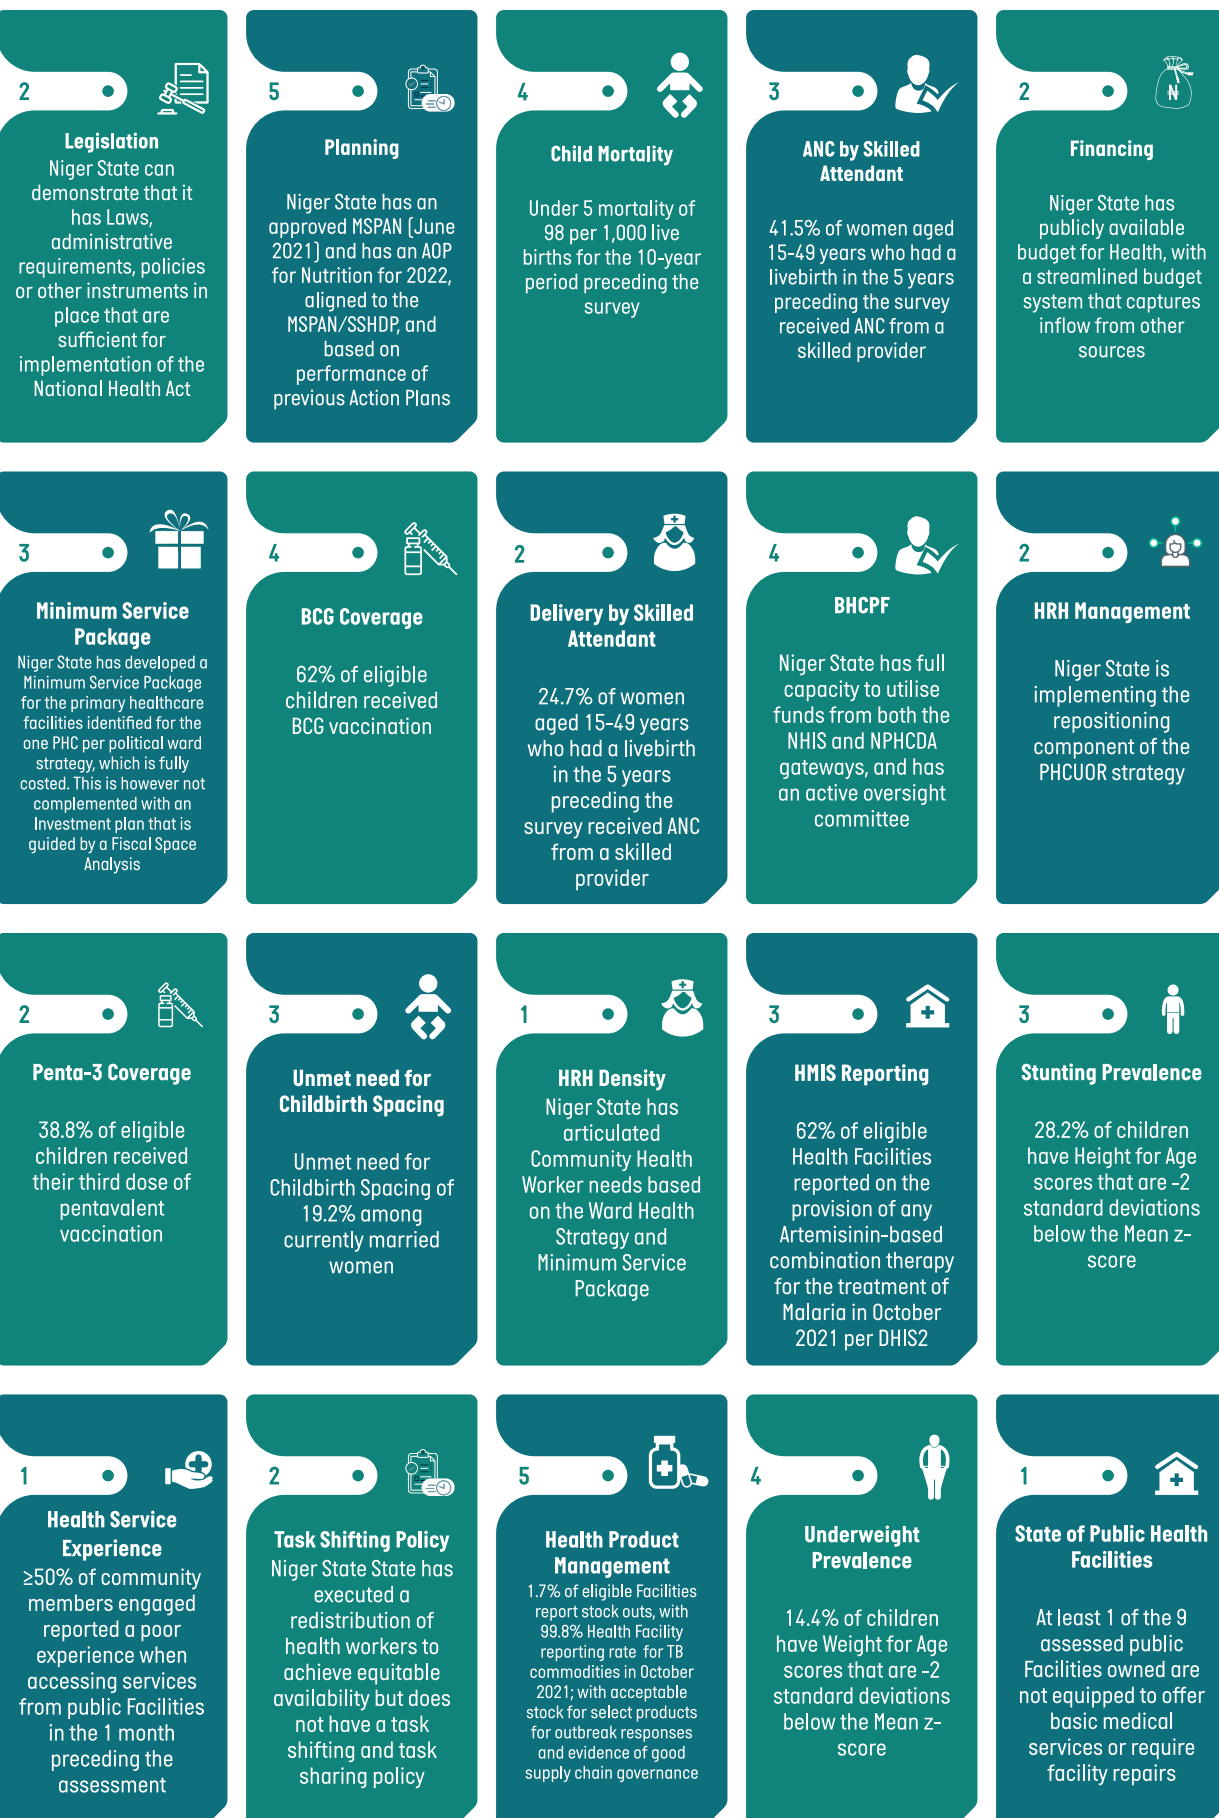 2
Legislation
Niger State can
demonstrate that it
has Laws,
administrative
requirements, policies
or other instruments in
place that are
sufficient for
implementation of the
National Health Act
5
Planning
Niger State has an
approved MSPAN (June
2021) and has an AOP
for Nutrition for 2022,
aligned to the
MSPAN/SSHDP, and
based on
performance of
previous Action Plans
4
Child Mortality
Under 5 mortality of
98 per 1,000 live
births for the 10-year
period preceding the
survey
3
ANC by Skilled
Attendant
41.5% of women aged
15-49 years who had a
livebirth in the 5 years
preceding the survey
received ANC from a
skilled provider
2
₦
Financing
Niger State has
publicly available
budget for Health, with
a streamlined budget
system that captures
inflow from other
sources
3
Minimum Service
Package
Niger State has developed a
Minimum Service Package
for the primary healthcare
facilities identified for the
one PHC per political ward
strategy, which is fully
costed. This is however not
complemented with an
Investment plan that is
guided by a Fiscal Space
Analysis
4
BCG Coverage
62% of eligible
children received
BCG vaccination
2
Delivery by Skilled
Attendant
24.7% of women
aged 15-49 years
who had a livebirth
in the 5 years
preceding the
survey received ANC
from a skilled
provider
4
BHCPF
Niger State has full
capacity to utilise
funds from both the
NHIS and NPHCDA
gateways, and has
an active oversight
committee
2
HRH Management
Niger State is
implementing the
repositioning
component of the
PHCUOR strategy
2
Penta-3 Coverage
38.8% of eligible
children received
their third dose of
pentavalent
vaccination
3
Unmet need for
Childbirth Spacing
Unmet need for
Childbirth Spacing of
19.2% among
currently married
women
1
HRH Density
Niger State has
articulated
Community Health
Worker needs based
on the Ward Health
Strategy and
Minimum Service
Package
3
HMIS Reporting
62% of eligible
Health Facilities
reported on the
provision of any
Artemisinin-based
combination therapy
for the treatment of
Malaria in October
2021 per DHIS2
3
Stunting Prevalence
28.2% of children
have Height for Age
scores that are -2
standard deviations
below the Mean z-
score
1
Health Service
Experience
≥50% of community
members engaged
reported a poor
experience when
accessing services
from public Facilities
in the 1 month
preceding the
assessment
2
Task Shifting Policy
Niger State State has
executed a
redistribution of
health workers to
achieve equitable
availability but does
not have a task
shifting and task
sharing policy
5
Health Product
Management
1.7% of eligible Facilities
report stock outs, with
99.8% Health Facility
reporting rate for TB
commodities in October
2021; with acceptable
stock for select products
for outbreak responses
and evidence of good
supply chain governance
4
Underweight
Prevalence
14.4% of children
have Weight for Age
scores that are -2
standard deviations
below the Mean z-
score
1
State of Public Health
Facilities
At least 1 of the 9
assessed public
Facilities owned are
not equipped to offer
basic medical
services or require
facility repairs